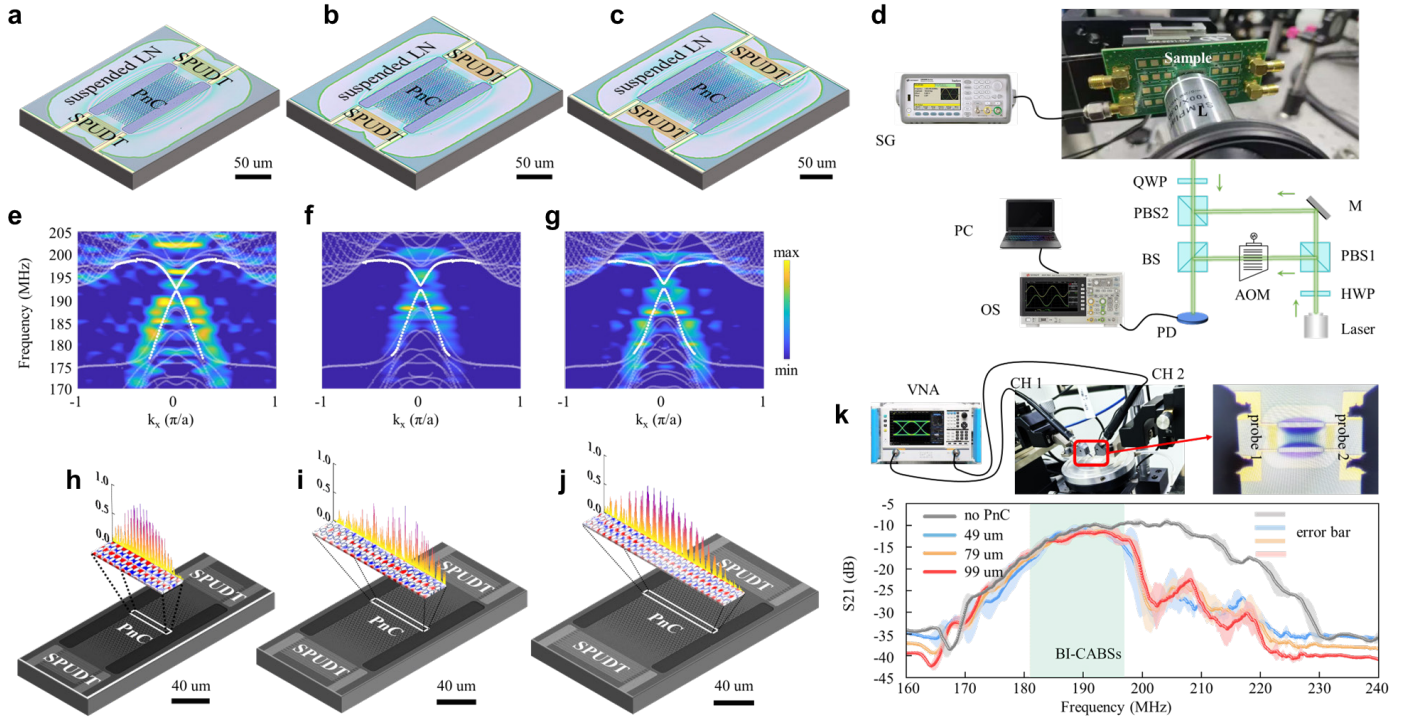 a
suspended LN
SPUDT
PnC
SPUDT
50 um
b
suspended LN
SPUDT
PnC
SPUDT
50 um
c
suspended LN
SPUDT
PnC
SPUDT
50 um
d
Sample
SG
QWP
PBS2
M
PC
BS
PBS1
AOM
HWP
OS
PD
Laser
e
205
200
195
190
185
180
175
170
Frequency (MHz)
-1
0
1
kx (π/a)
f
-1
0
1
kx (π/a)
g
-1
0
1
kx (π/a)
max
min
h
1.0
0.5
0.0
SPUDT
PnC
SPUDT
40 um
i
1.0
0.5
0.0
SPUDT
PnC
SPUDT
40 um
j
1.0
0.5
0.0
SPUDT
PnC
SPUDT
40 um
k
VNA
CH 1
CH 2
probe 1
probe 2
-5
-10
-15
-20
-25
-30
-35
-40
-45
S21 (dB)
no PnC
49 um
79 um
99 um
error bar
BI-CABSs
160 170 180 190 200 210 220 230 240
Frequency (MHz)